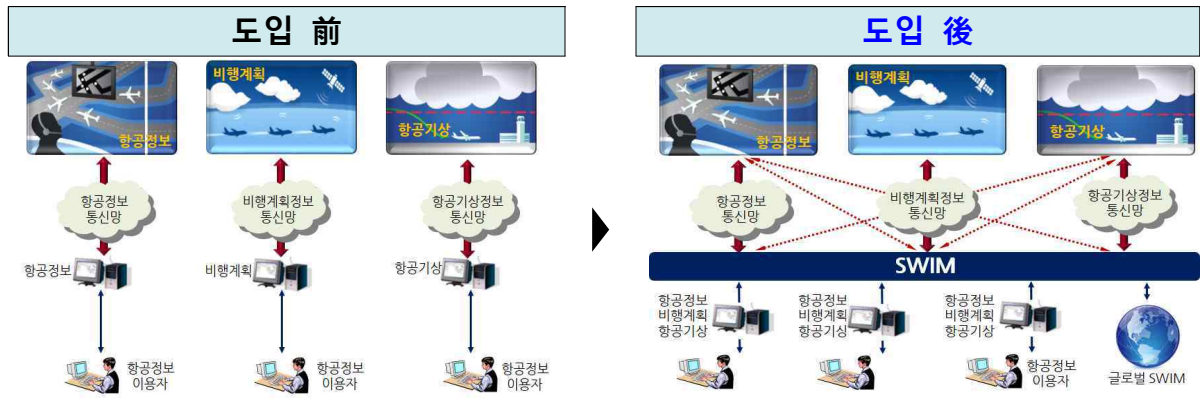 도입 前
항공정보
비행계획
항공기상
항공정보
통신망
비행계획정보
통신망
항공기상정보
통신망
항공정보
비행계획
항공기상
항공정보
이용자
항공정보
이용자
항공정보
이용자
도입 後
항공정보
비행계획
항공기상
항공정보
통신망
비행계획정보
통신망
항공기상정보
통신망
SWIM
항공정보
비행계획
항공기상
항공정보
비행계획
항공기상
항공정보
비행계획
항공기상
항공정보
이용자
글로벌 SWIM